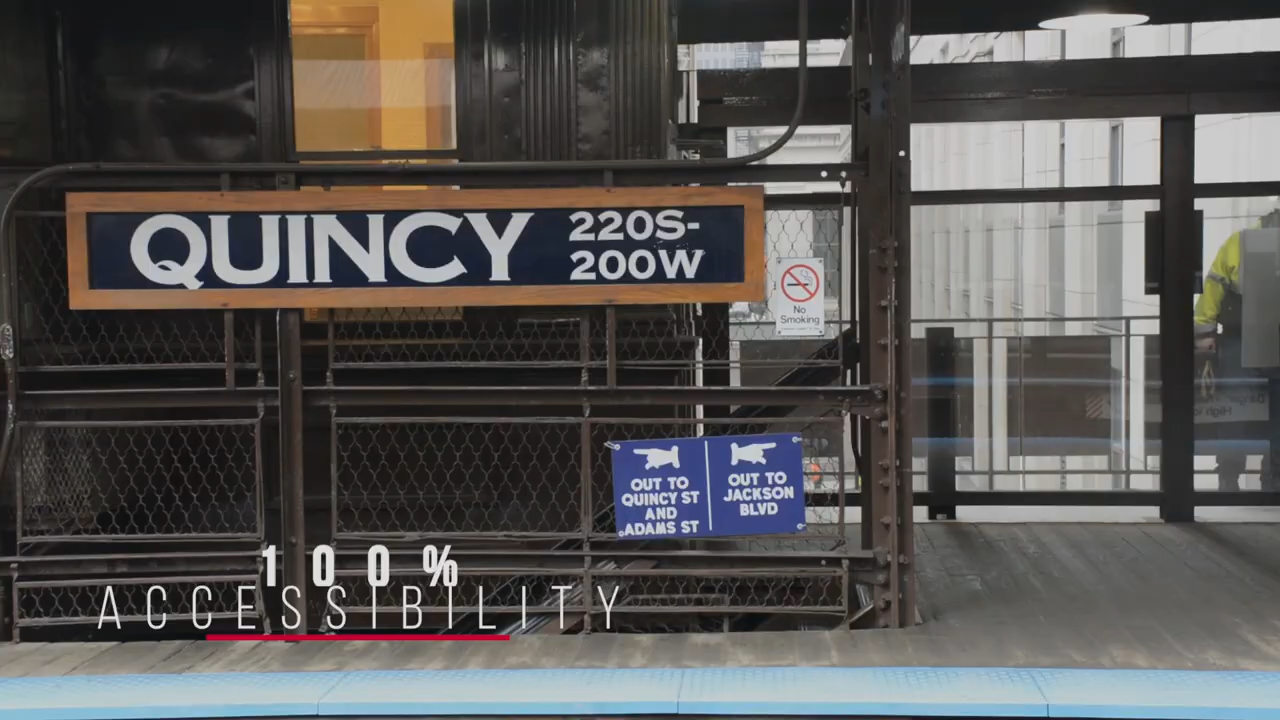 QUINCY
220S-
200W
No
Smoking
OUT TO
QUINCY ST
AND
ADAMS ST
OUT TO
JACKSON
BLVD
100%
ACCESSIBILITY